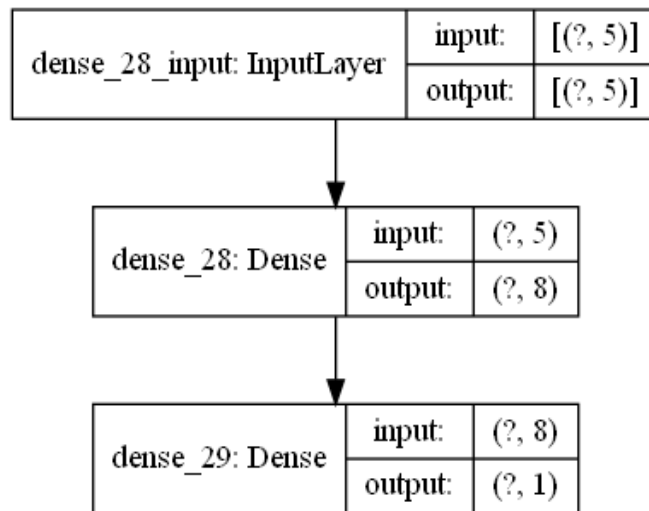 dense_28_input: InputLayer
input: [(?, 5)]
output: [(?, 5)]
dense_28: Dense
input: (?, 5)
output: (?, 8)
dense_29: Dense
input: (?, 8)
output: (?, 1)